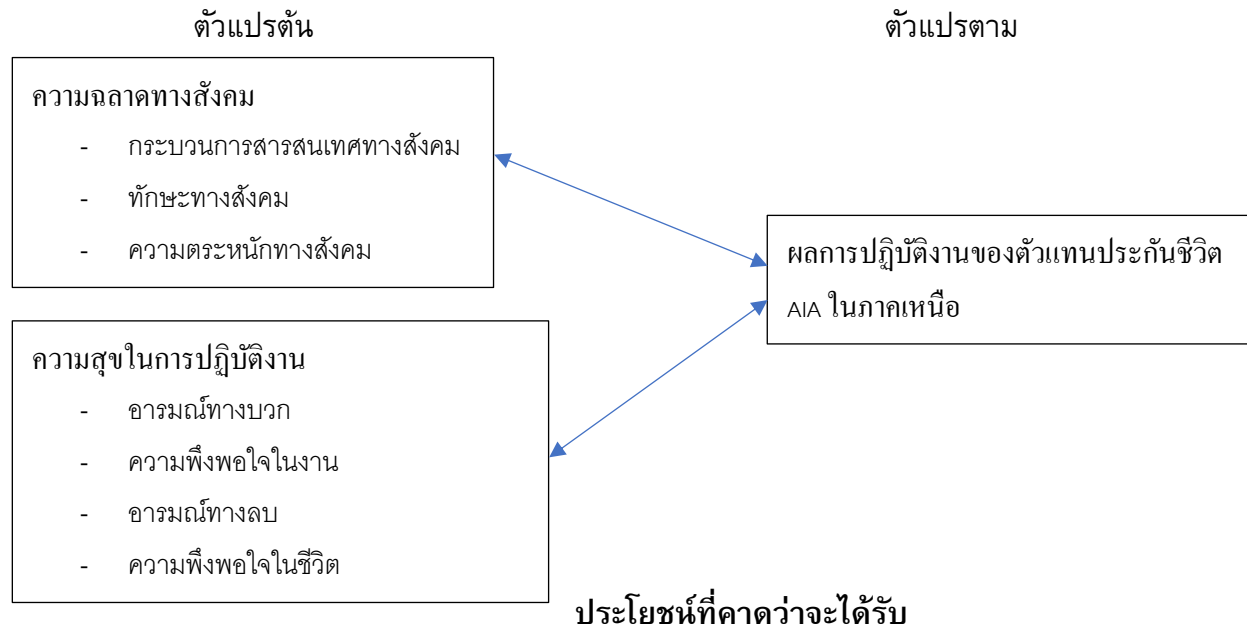 ตัวแปรต้น
ตัวแปรตาม
ความฉลาดทางสังคม
- กระบวนการสารสนเทศทางสังคม
- ทักษะทางสังคม
- ความตระหนักทางสังคม
ผลการปฏิบัติงานของตัวแทนประกันชีวิต
AIA ในภาคเหนือ
ความสุขในการปฏิบัติงาน
- อารมณ์ทางบวก
- ความพึงพอใจในงาน
- อารมณ์ทางลบ
- ความพึงพอใจในชีวิต
ประโยชน์ที่คาดว่าจะได้รับ